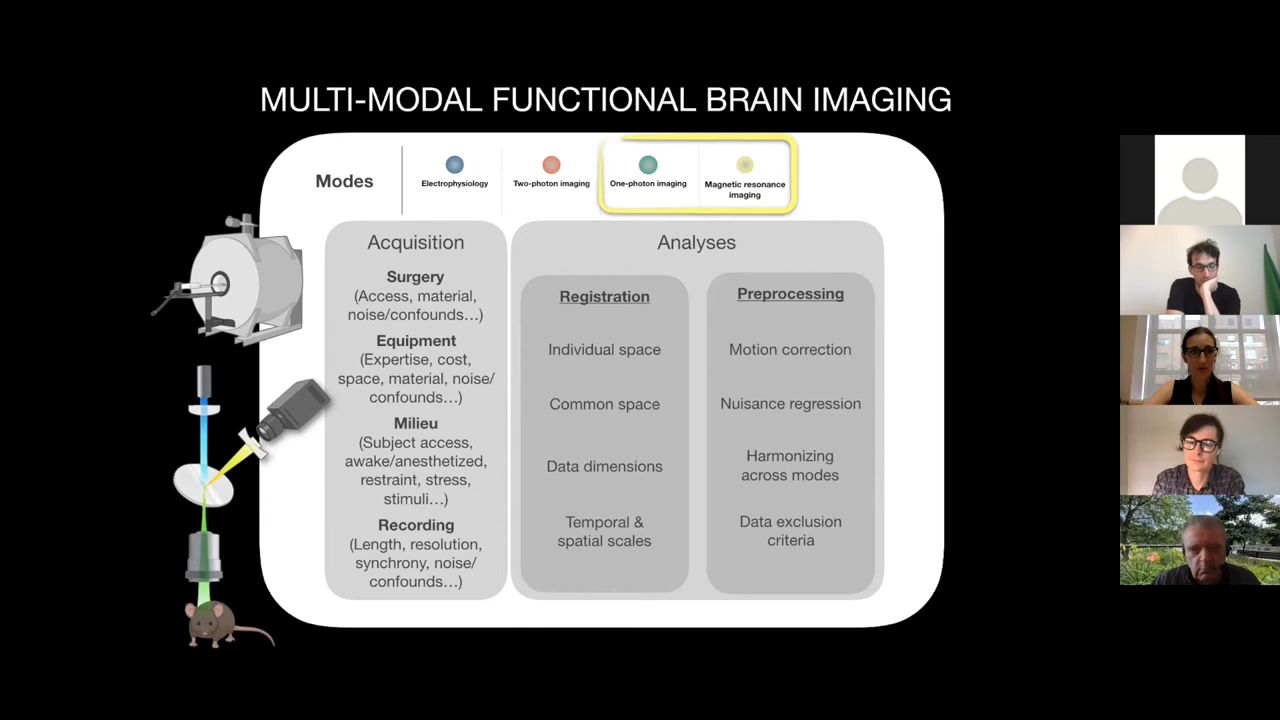 MULTI-MODAL FUNCTIONAL BRAIN IMAGING
Modes
Electrophysiology
Two-photon imaging
One-photon imaging
Magnetic resonance
imaging
Acquisition
Surgery
(Access, material,
noise/confounds…)
Equipment
(Expertise, cost,
space, material, noise/
confounds…)
Milieu
(Subject access,
awake/anesthetized,
restraint, stress,
stimuli…)
Recording
(Length, resolution,
synchrony, noise/
confounds…)
Analyses
Registration
Individual space
Common space
Data dimensions
Temporal &
spatial scales
Preprocessing
Motion correction
Nuisance regression
Harmonizing
across modes
Data exclusion
criteria